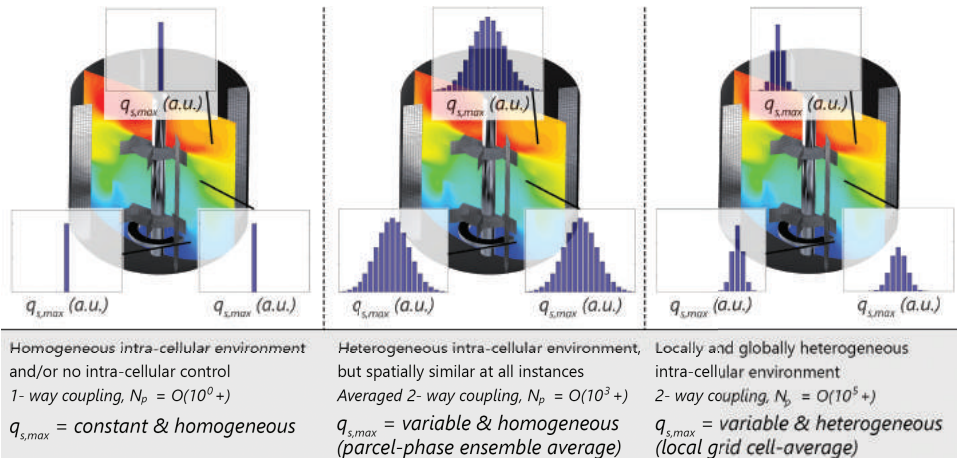 q_s,max (a.u.)
q_s,max (a.u.)
q_s,max (a.u.)
Homogeneous intra-cellular environment
and/or no intra-cellular control
1- way coupling, N_P = O(10^0 +)
q_s,max = constant & homogeneous
q_s,max (a.u.)
q_s,max (a.u.)
q_s,max (a.u.)
Heterogeneous intra-cellular environment,
but spatially similar at all instances
Averaged 2- way coupling, N_P = O(10^3 +)
q_s,max = variable & homogeneous
(parcel-phase ensemble average)
q_s,max (a.u.)
q_s,max (a.u.)
q_s,max (a.u.)
Locally and globally heterogeneous
intra-cellular environment
2- way coupling, N_p = O(10^5 +)
q_s,max = variable & heterogeneous
(local grid cell-average)